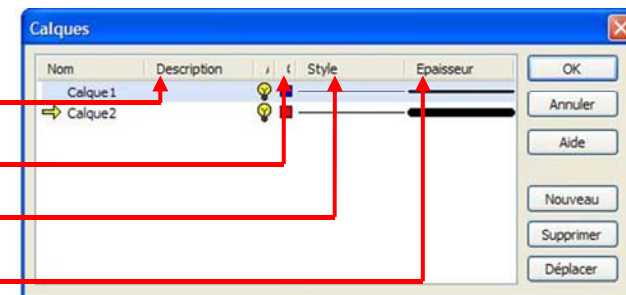 Calques
Nom Description Style Epaisseur
Calque1
Calque2
OK
Annuler
Aide
Nouveau
Supprimer
Déplacer